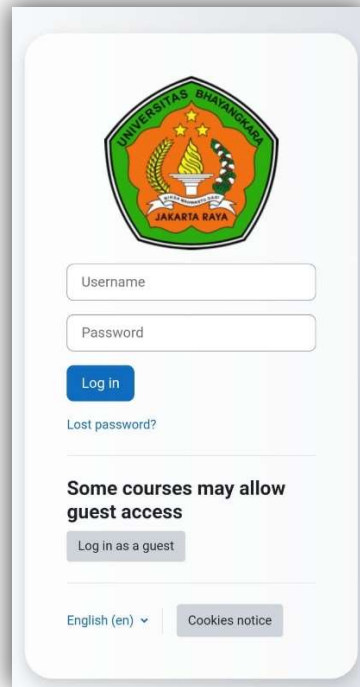 UNIVERSITAS BHAYANGKARA
JAKARTA RAYA
Username
Password
Log in
Lost password?
Some courses may allow
guest access
Log in as a guest
English (en)
Cookies notice